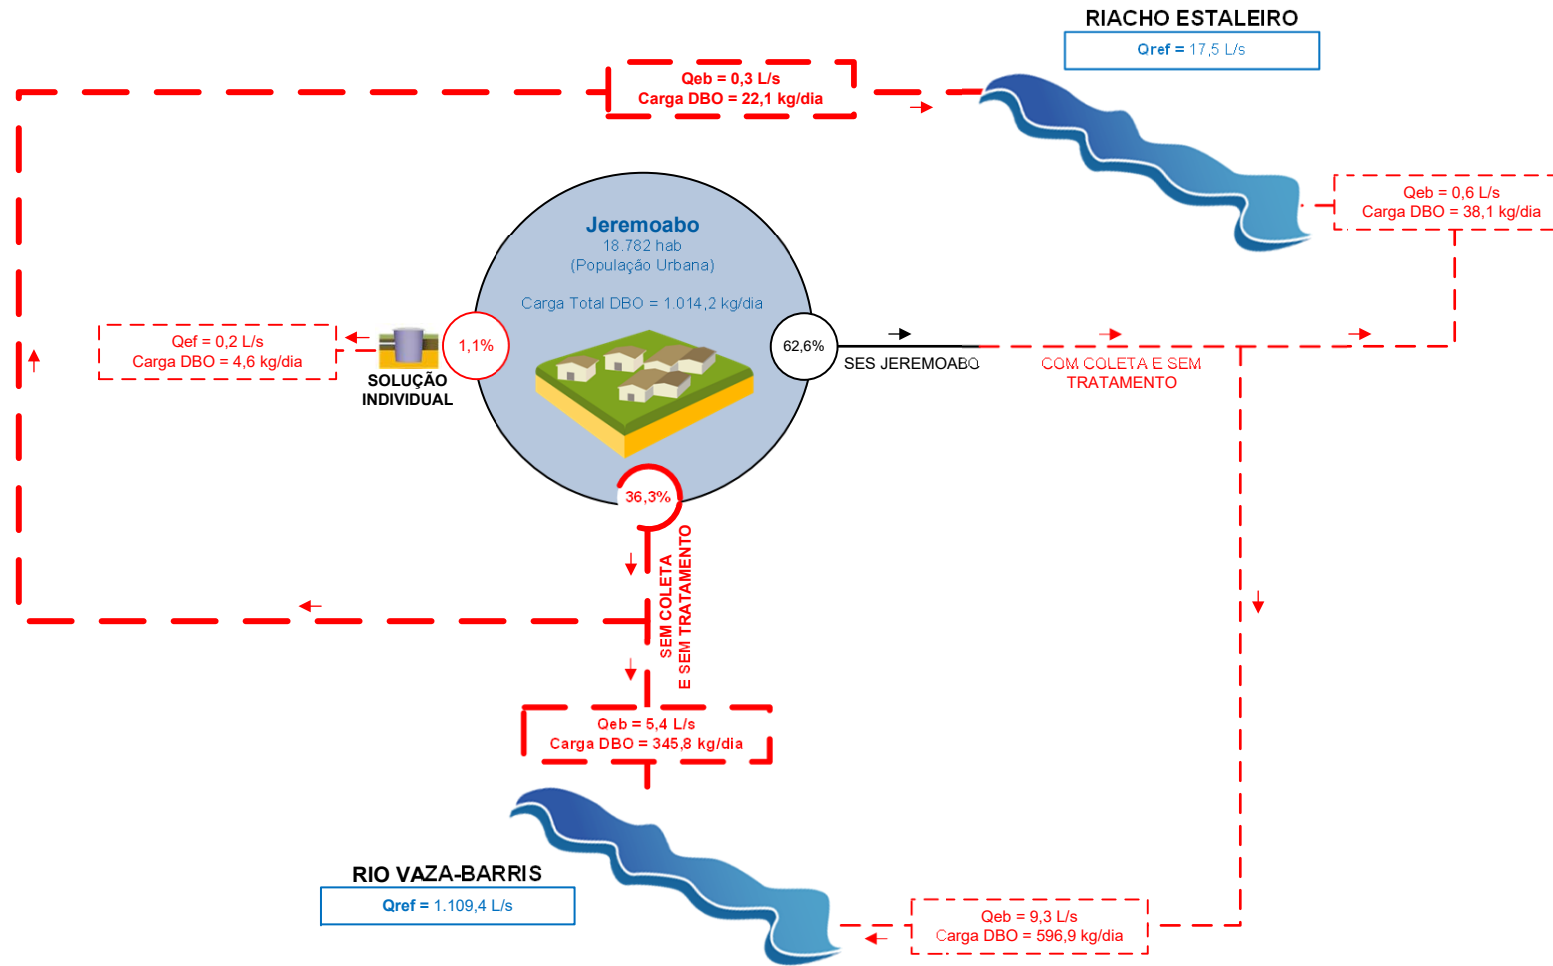 RIACHO ESTALEIRO
Qref = 17,5 L/s
Qeb = 0,3 L/s
Carga DBO = 22,1 kg/dia
Qeb = 0,6 L/s
Carga DBO = 38,1 kg/dia
Jeremoabo
18.782 hab
(População Urbana)
Carga Total DBO = 1.014,2 kg/dia
Qef = 0,2 L/s
Carga DBO = 4,6 kg/dia
SOLUÇÃO
INDIVIDUAL
1,1%
62,6%
SES JEREMOABO
COM COLETA E SEM
TRATAMENTO
36,3%
SEM COLETA
E SEM TRATAMENTO
Qeb = 5,4 L/s
Carga DBO = 345,8 kg/dia
RIO VAZA-BARRIS
Qref = 1.109,4 L/s
Qeb = 9,3 L/s
Carga DBO = 596,9 kg/dia